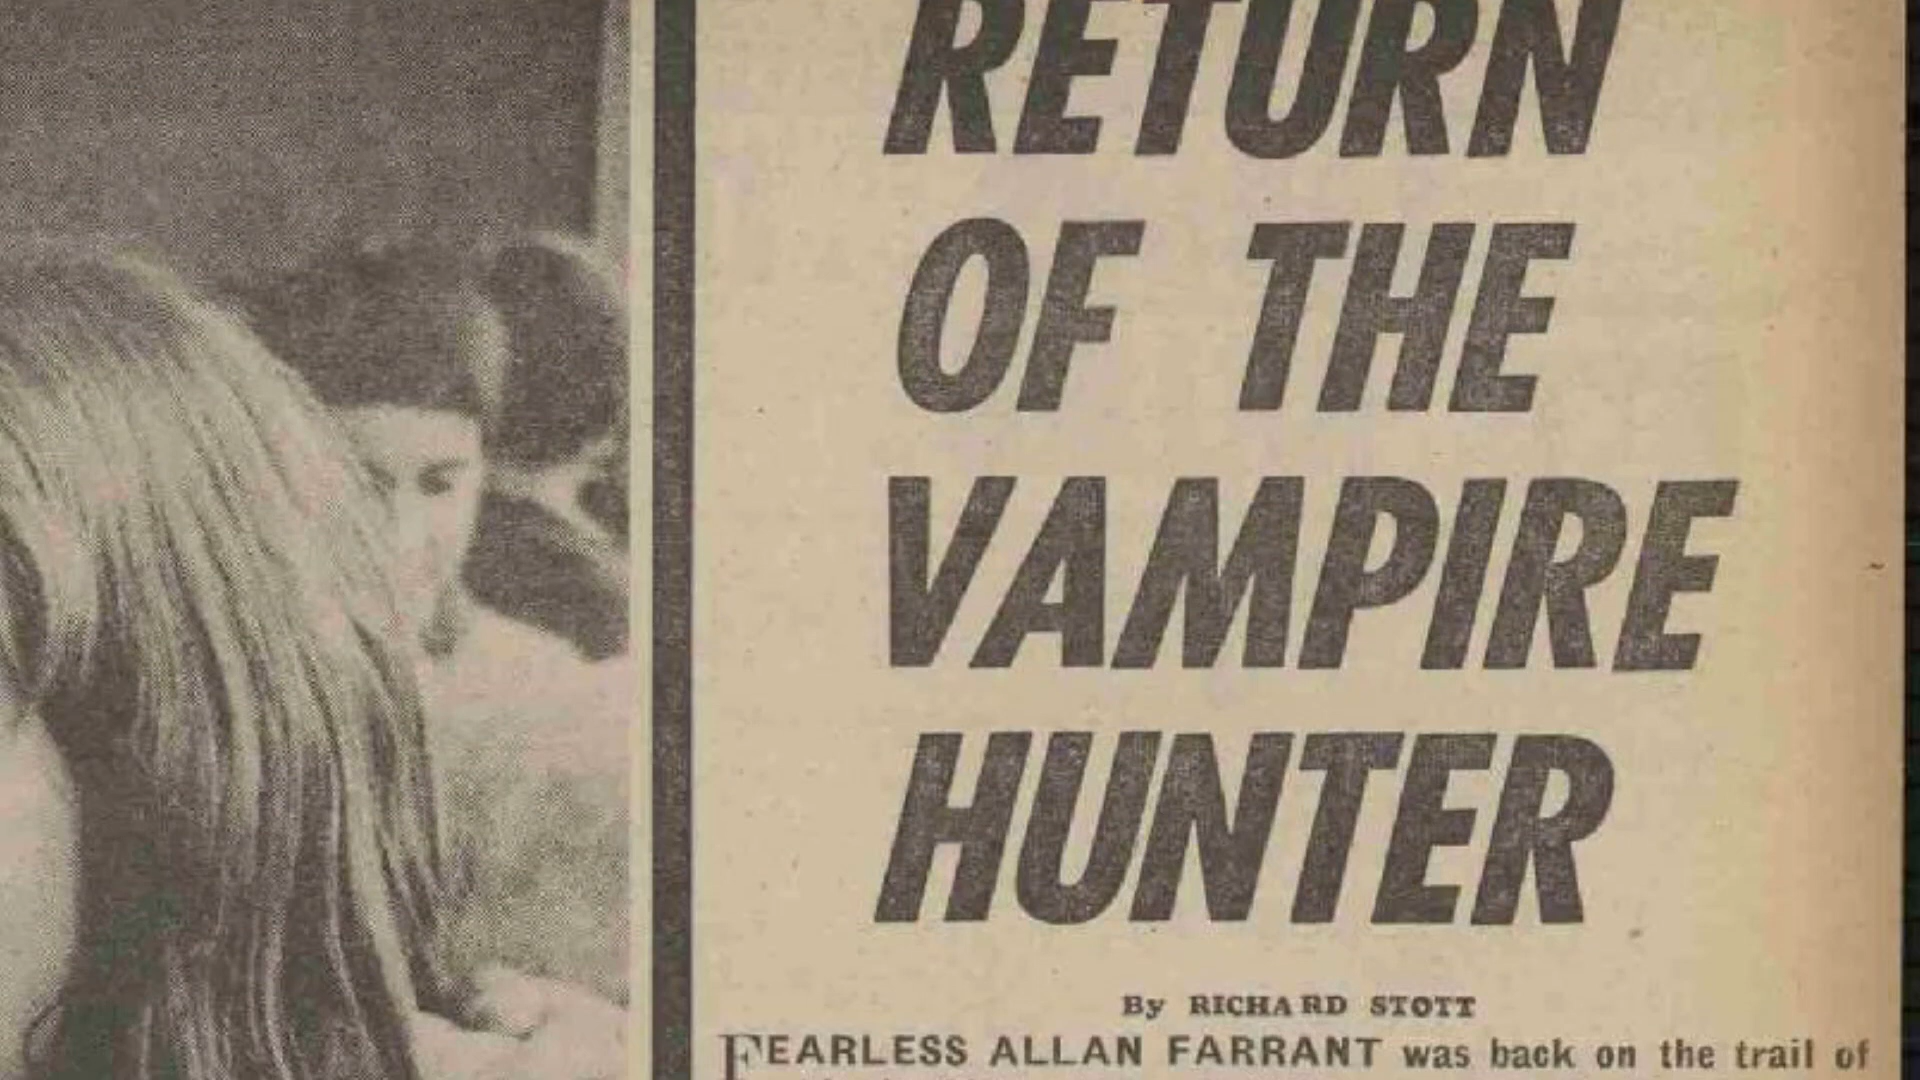 RETURN
OF THE
VAMPIRE
HUNTER
By RICHARD STOTT
FEARLESS ALLAN FARRANT was back on the trail of